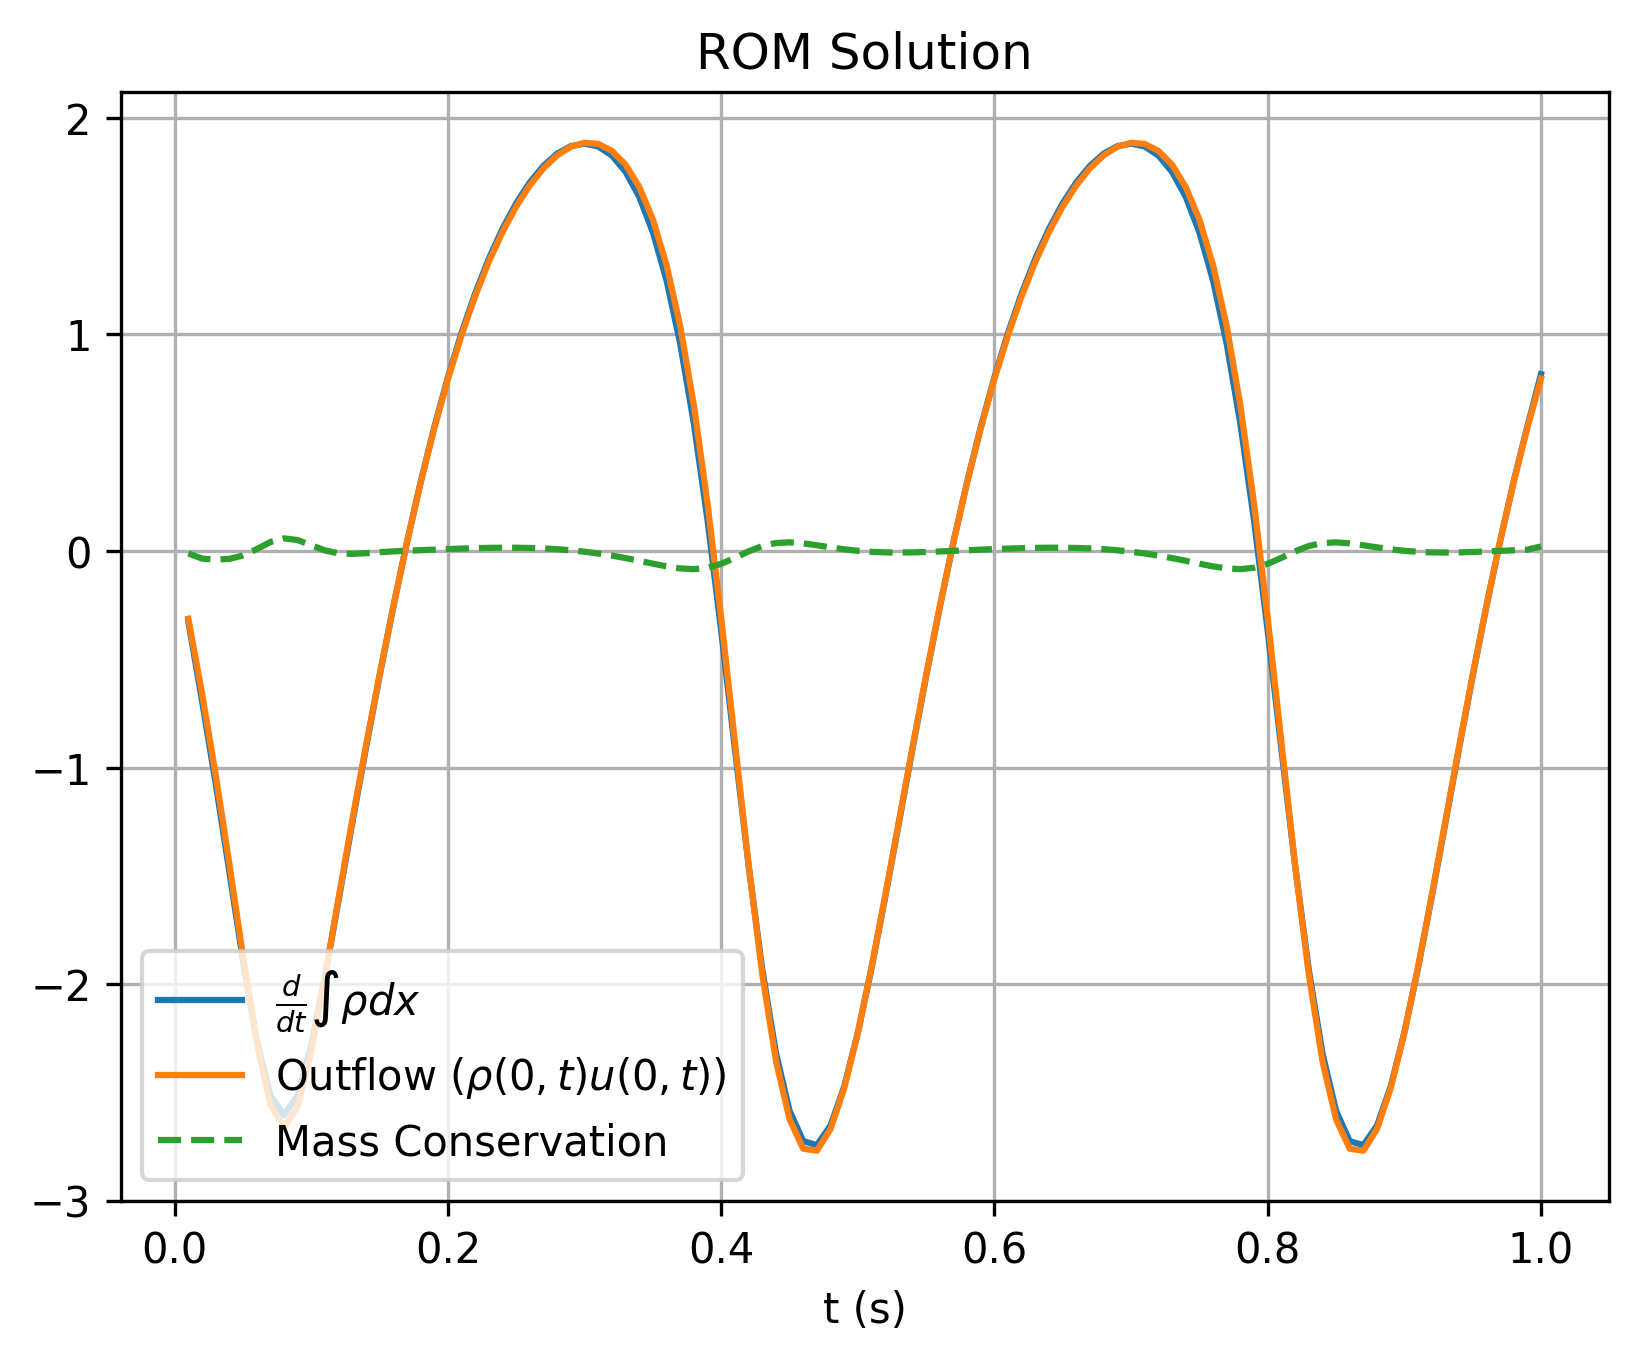 ROM Solution
2
1
0
−1
−2
−3
d/dt ∫ρdx
Outflow (ρ(0, t)u(0, t))
Mass Conservation
0.0 0.2 0.4 0.6 0.8 1.0
t (s)